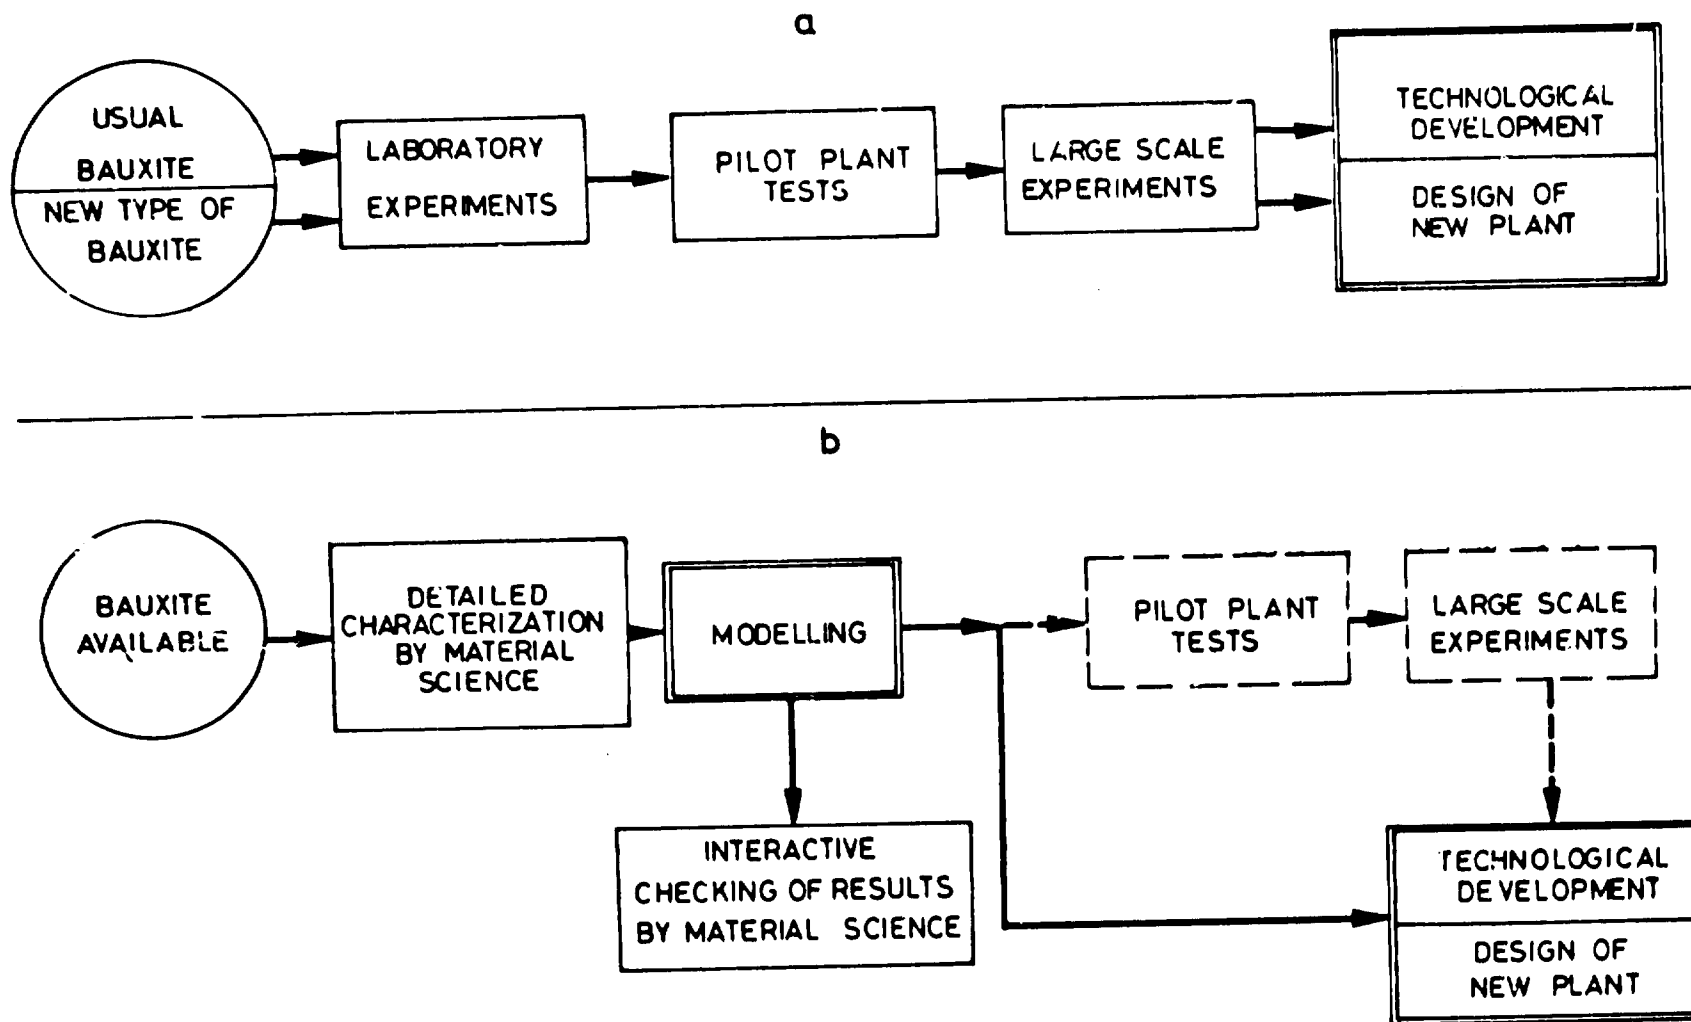 a
USUAL
BAUXITE
NEW TYPE OF
BAUXITE
LABORATORY
EXPERIMENTS
PILOT PLANT
TESTS
LARGE SCALE
EXPERIMENTS
TECHNOLOGICAL
DEVELOPMENT
DESIGN OF
NEW PLANT
b
BAUXITE
AVAILABLE
DETAILED
CHARACTERIZATION
BY MATERIAL
SCIENCE
MODELLING
PILOT PLANT
TESTS
LARGE SCALE
EXPERIMENTS
INTERACTIVE
CHECKING OF RESULTS
BY MATERIAL SCIENCE
TECHNOLOGICAL
DEVELOPMENT
DESIGN OF
NEW PLANT